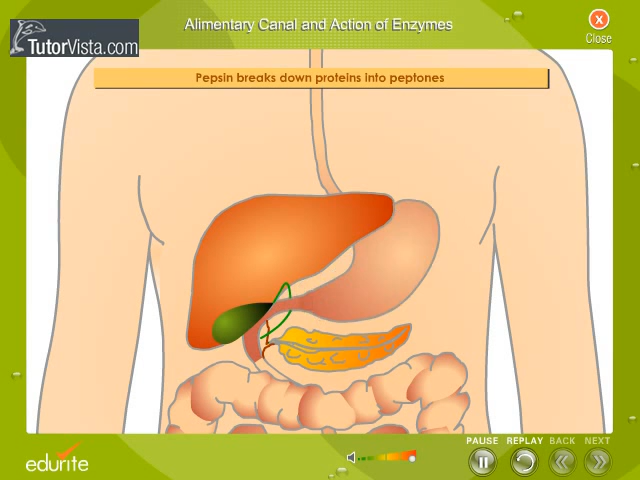 Alimentary Canal and Action of Enzymes
X
Close
TutorVista.com
Pepsin breaks down proteins into peptones
PAUSE REPLAY BACK NEXT
edurite